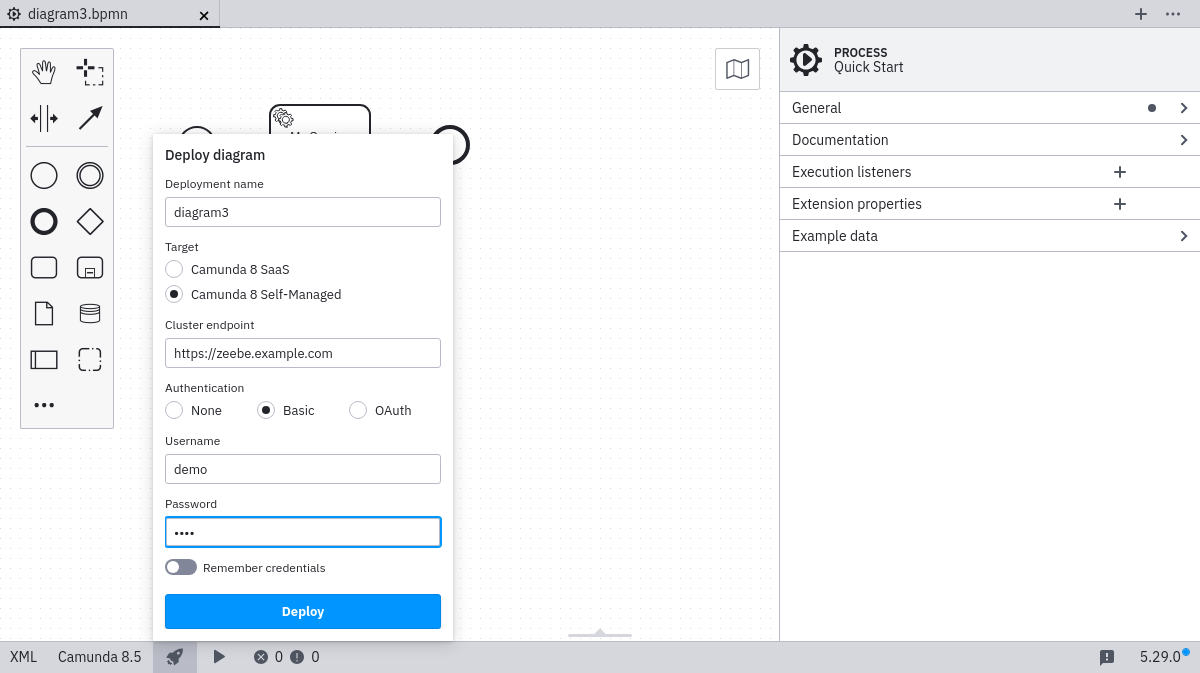 diagram3.bpmn
PROCESS
Quick Start
General
Documentation
Execution listeners
Extension properties
Example data
Deploy diagram
Deployment name
diagram3
Target
Camunda 8 SaaS
Camunda 8 Self-Managed
Cluster endpoint
https://zeebe.example.com
Authentication
None Basic OAuth
Username
demo
Password
••••
Remember credentials
Deploy
XML Camunda 8.5 0 0 5.29.0